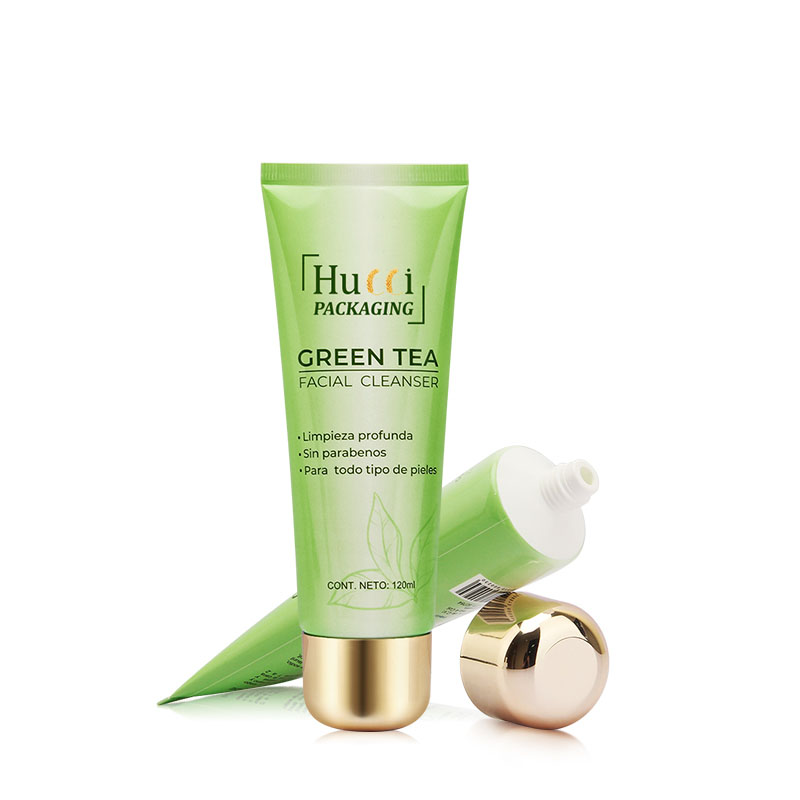 Hucci
PACKAGING
GREEN TEA
FACIAL CLEANSER
• Limpieza profunda
• Sin parabenos
• Para todo tipo de pieles
CONT. NETO: 120ml